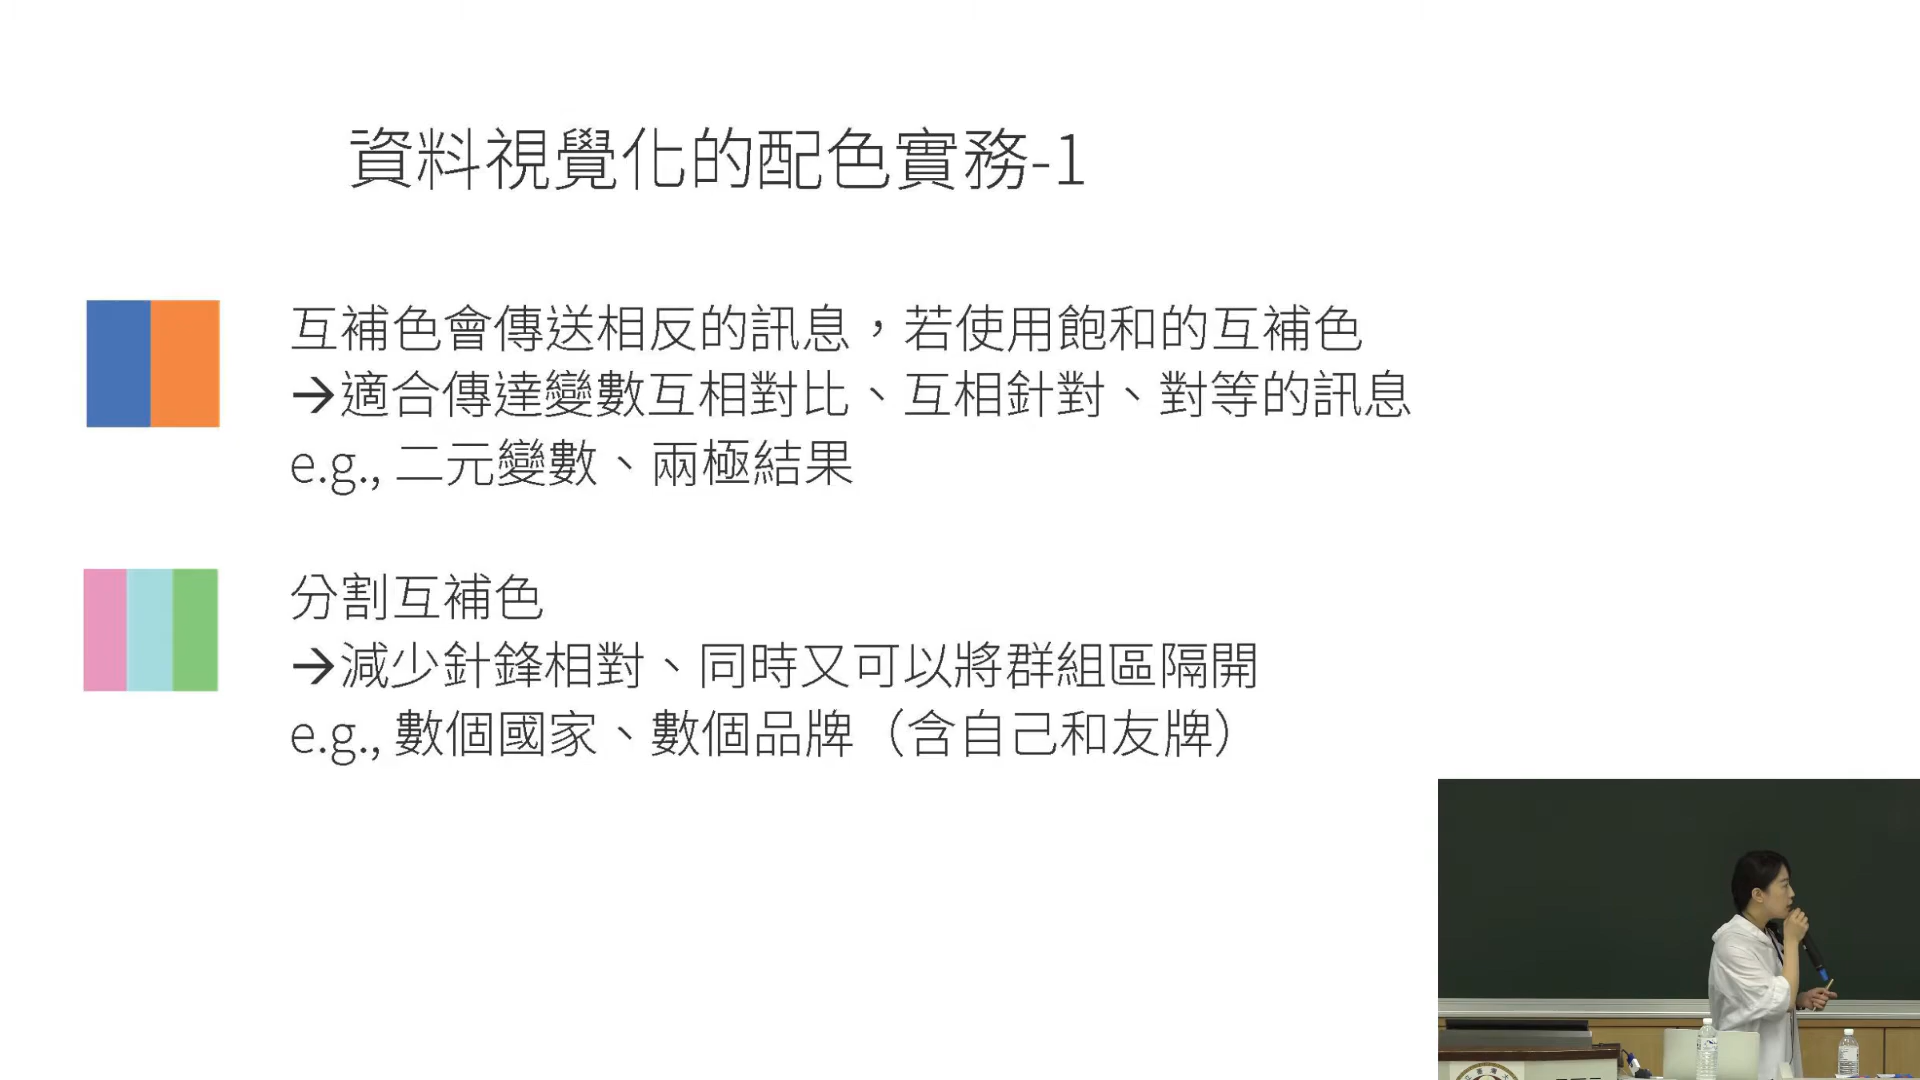 資料視覺化的配色實務-1
互補色會傳送相反的訊息，若使用飽和的互補色
→適合傳達變數互相對比、互相針對、對等的訊息
e.g., 二元變數、兩極結果
分割互補色
→減少針鋒相對、同時又可以將群組區隔開
e.g., 數個國家、數個品牌（含自己和友牌）